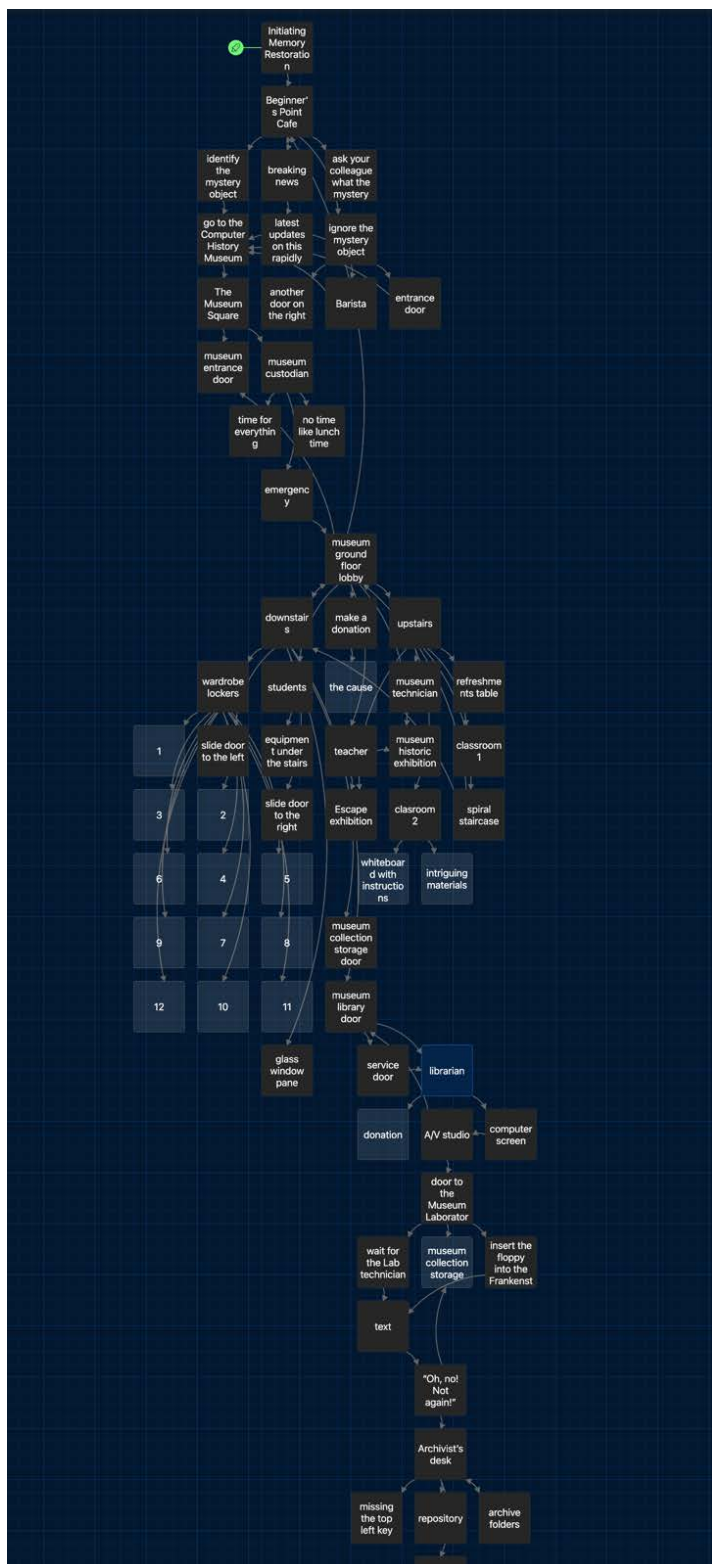 Initiating
Memory
Restoratio
n
Beginner'
s Point
Cafe
identify
the
mystery
object
breaking
news
ask your
colleague
what the
mystery
go to the
Computer
History
Museum
latest
updates
on this
rapidly
ignore the
mystery
object
The
Museum
Square
another
door on
the right
Barista
entrance
door
museum
entrance
door
museum
custodian
time for
everythin
g
no time
like lunch
time
emergenc
y
museum
ground
floor
lobby
downstair
s
make a
donation
upstairs
wardrobe
lockers
students
the cause
museum
technician
refreshme
nts table
1
slide door
to the left
equipmen
t under
the stairs
teacher
museum
historic
exhibition
classroom
1
3
2
slide door
to the
right
Escape
exhibition
clasroom
2
spiral
staircase
6
4
5
whiteboar
d with
instructio
ns
intriguing
materials
9
7
8
museum
collection
storage
door
12
10
11
museum
library
door
glass
window
pane
service
door
librarian
donation
A/V studio
computer
screen
door to
the
Museum
Laborator
wait for
the Lab
technician
museum
collection
storage
insert the
floppy
into the
Frankenst
text
"Oh, no!
Not
again!"
Archivist's
desk
missing
the top
left key
repository
archive
folders